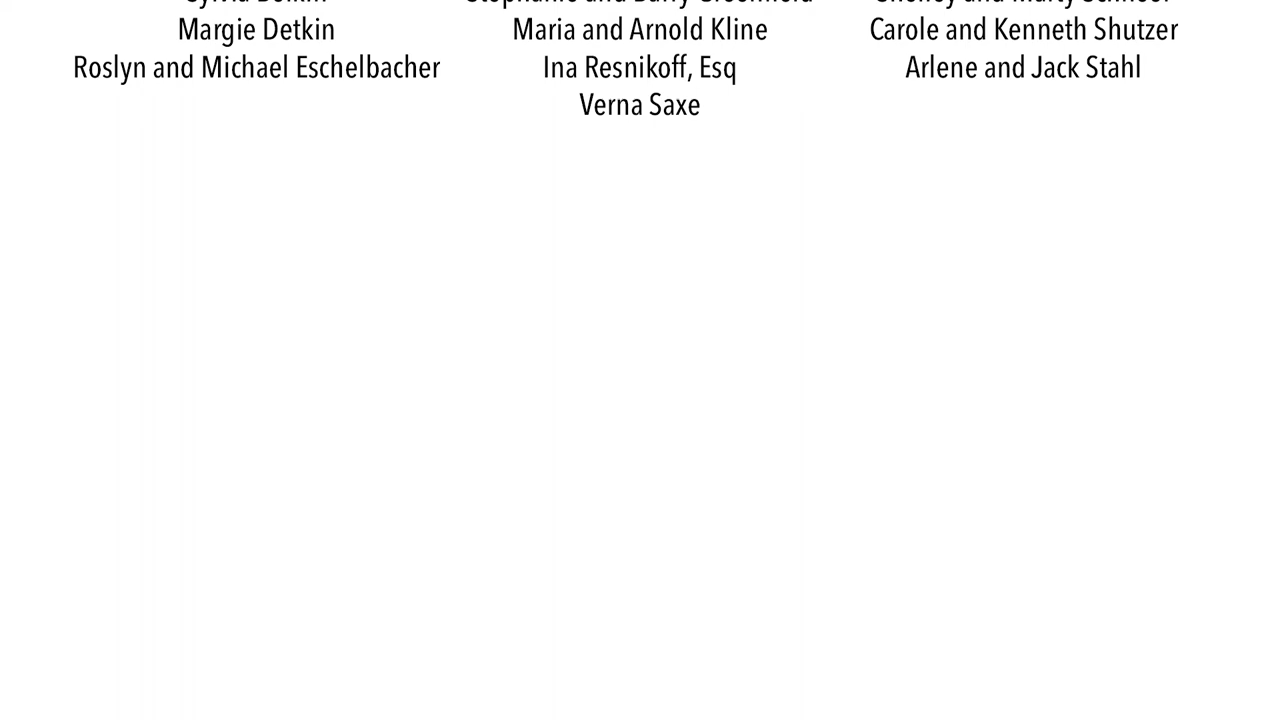 Margie Detkin
Roslyn and Michael Eschelbacher
Maria and Arnold Kline
Ina Resnikoff, Esq
Verna Saxe
Carole and Kenneth Shutzer
Arlene and Jack Stahl